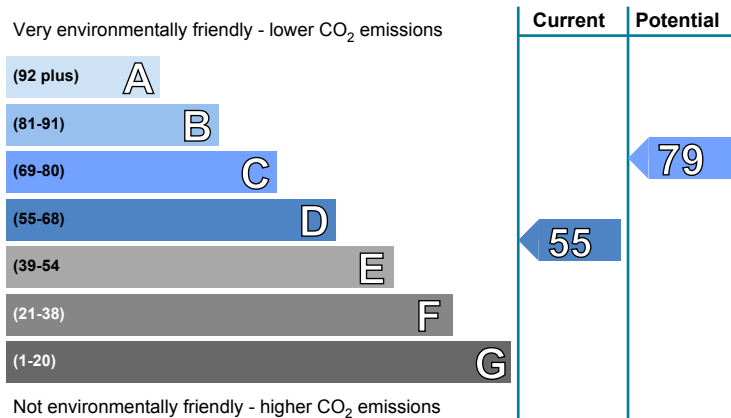 Very environmentally friendly - lower CO₂ emissions
Current
Potential
(92 plus) A
(81-91) B
(69-80) C
79
(55-68) D
55
(39-54 E
(21-38) F
(1-20) G
Not environmentally friendly - higher CO₂ emissions